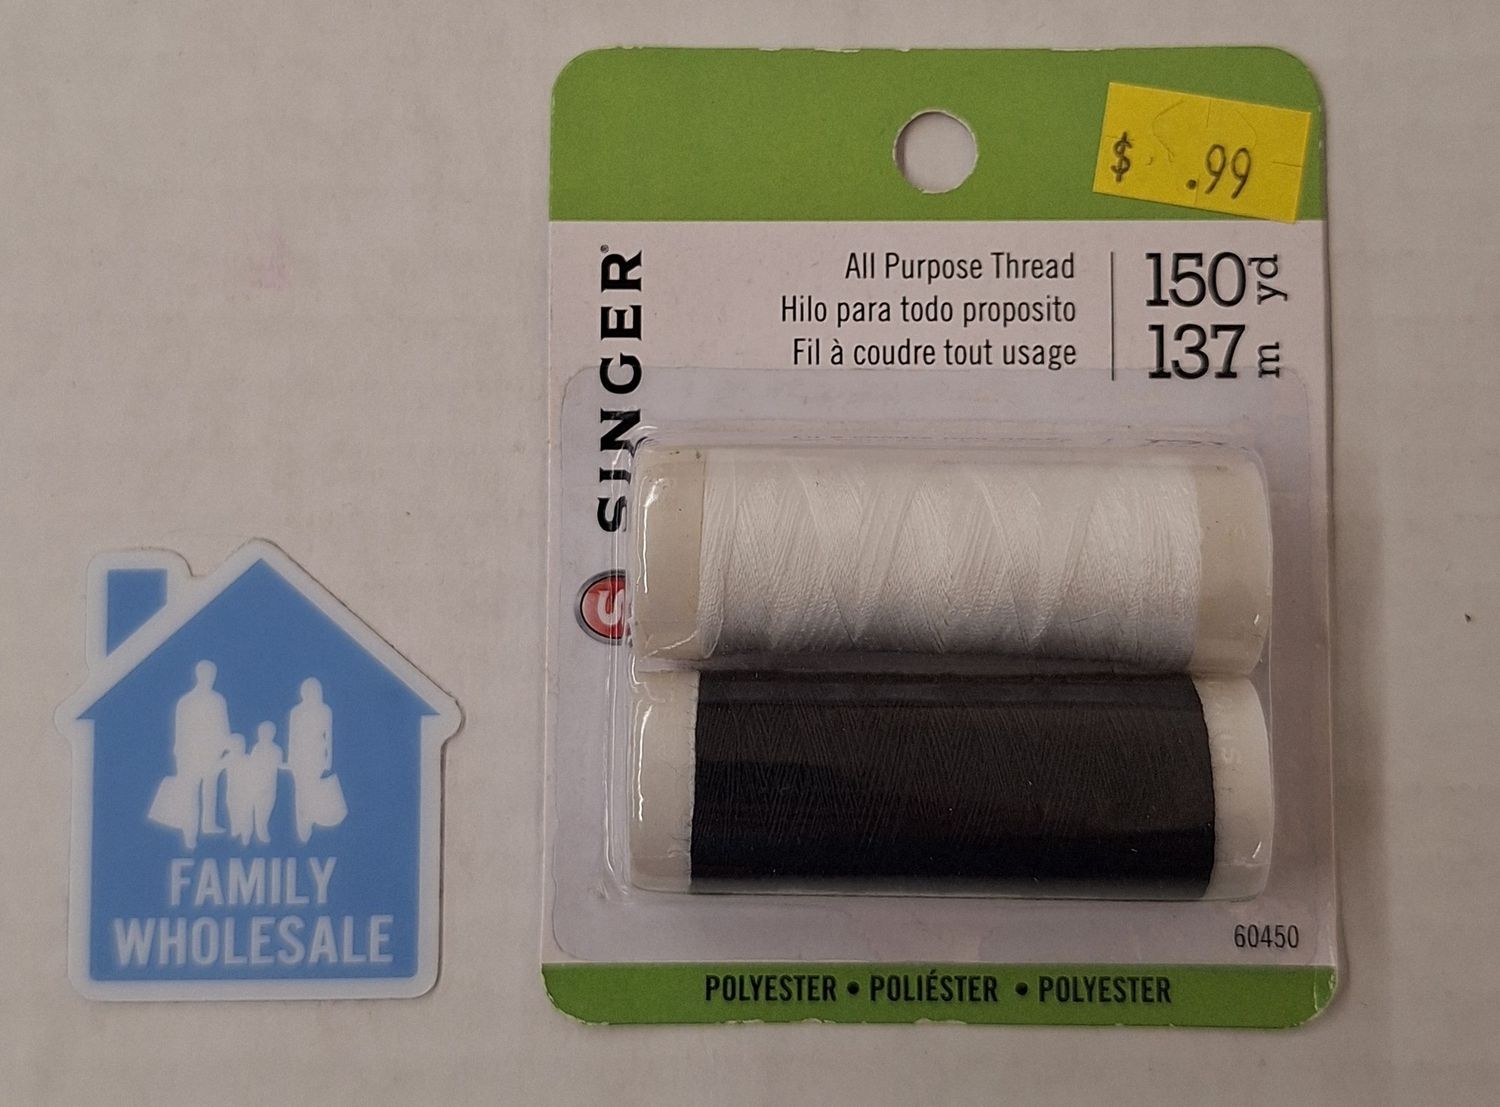 $ .99
SINGER®
All Purpose Thread
Hilo para todo proposito
Fil à coudre tout usage
150 yd
137 m
S
60450
POLYESTER • POLIÉSTER • POLYESTER
FAMILY
WHOLESALE